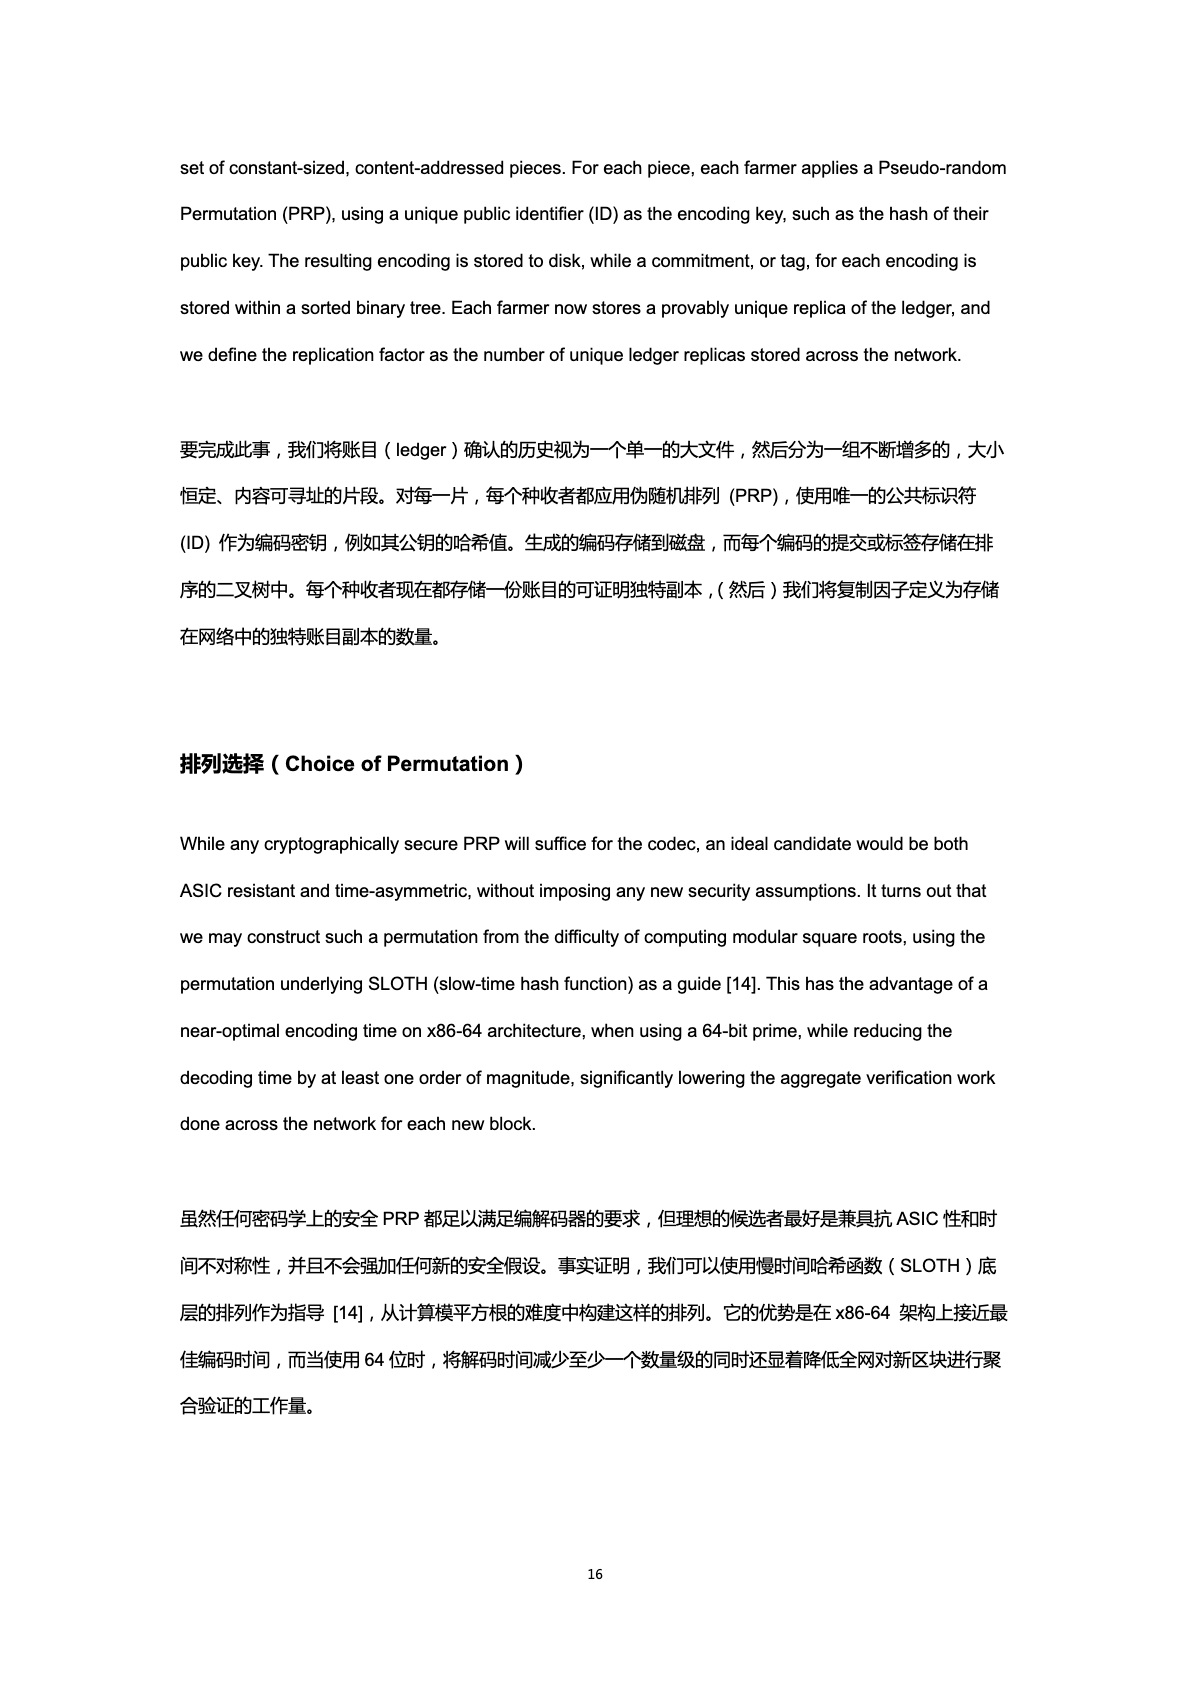 set of constant-sized, content-addressed pieces. For each piece, each farmer applies a Pseudo-random
Permutation (PRP), using a unique public identifier (ID) as the encoding key, such as the hash of their
public key. The resulting encoding is stored to disk, while a commitment, or tag, for each encoding is
stored within a sorted binary tree. Each farmer now stores a provably unique replica of the ledger, and
we define the replication factor as the number of unique ledger replicas stored across the network.
要完成此事，我们将账目（ledger）确认的历史视为一个单一的大文件，然后分为一组不断增多的，大小
恒定、内容可寻址的片段。对每一片，每个种收者都应用伪随机排列 (PRP)，使用唯一的公共标识符
(ID) 作为编码密钥，例如其公钥的哈希值。生成的编码存储到磁盘，而每个编码的提交或标签存储在排
序的二叉树中。每个种收者现在都存储一份账目的可证明独特副本，（然后）我们将复制因子定义为存储
在网络中的独特账目副本的数量。
排列选择（Choice of Permutation）
While any cryptographically secure PRP will suffice for the codec, an ideal candidate would be both
ASIC resistant and time-asymmetric, without imposing any new security assumptions. It turns out that
we may construct such a permutation from the difficulty of computing modular square roots, using the
permutation underlying SLOTH (slow-time hash function) as a guide [14]. This has the advantage of a
near-optimal encoding time on x86-64 architecture, when using a 64-bit prime, while reducing the
decoding time by at least one order of magnitude, significantly lowering the aggregate verification work
done across the network for each new block.
虽然任何密码学上的安全 PRP 都足以满足编解码器的要求，但理想的候选者最好是兼具抗 ASIC 性和时
间不对称性，并且不会强加任何新的安全假设。事实证明，我们可以使用慢时间哈希函数（SLOTH）底
层的排列作为指导 [14]，从计算模平方根的难度中构建这样的排列。它的优势是在 x86-64 架构上接近最
佳编码时间，而当使用 64 位时，将解码时间减少至少一个数量级的同时还显着降低全网对新区块进行聚
合验证的工作量。
16